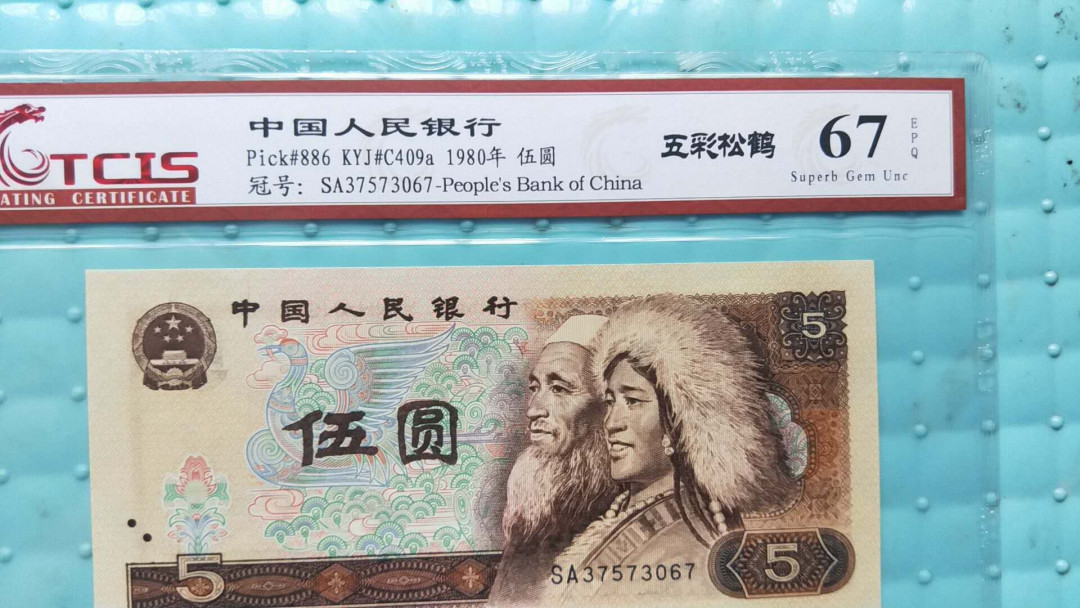 中国人民银行
Pick#886 KYJ#C409a 1980年 伍圆
冠号: SA37573067-People's Bank of China
五彩松鹤
67
EPQ
Superb Gem Unc
TCIS
ATING CERTIFICATE
中国人民银行
5
伍圆
SA37573067
5
5